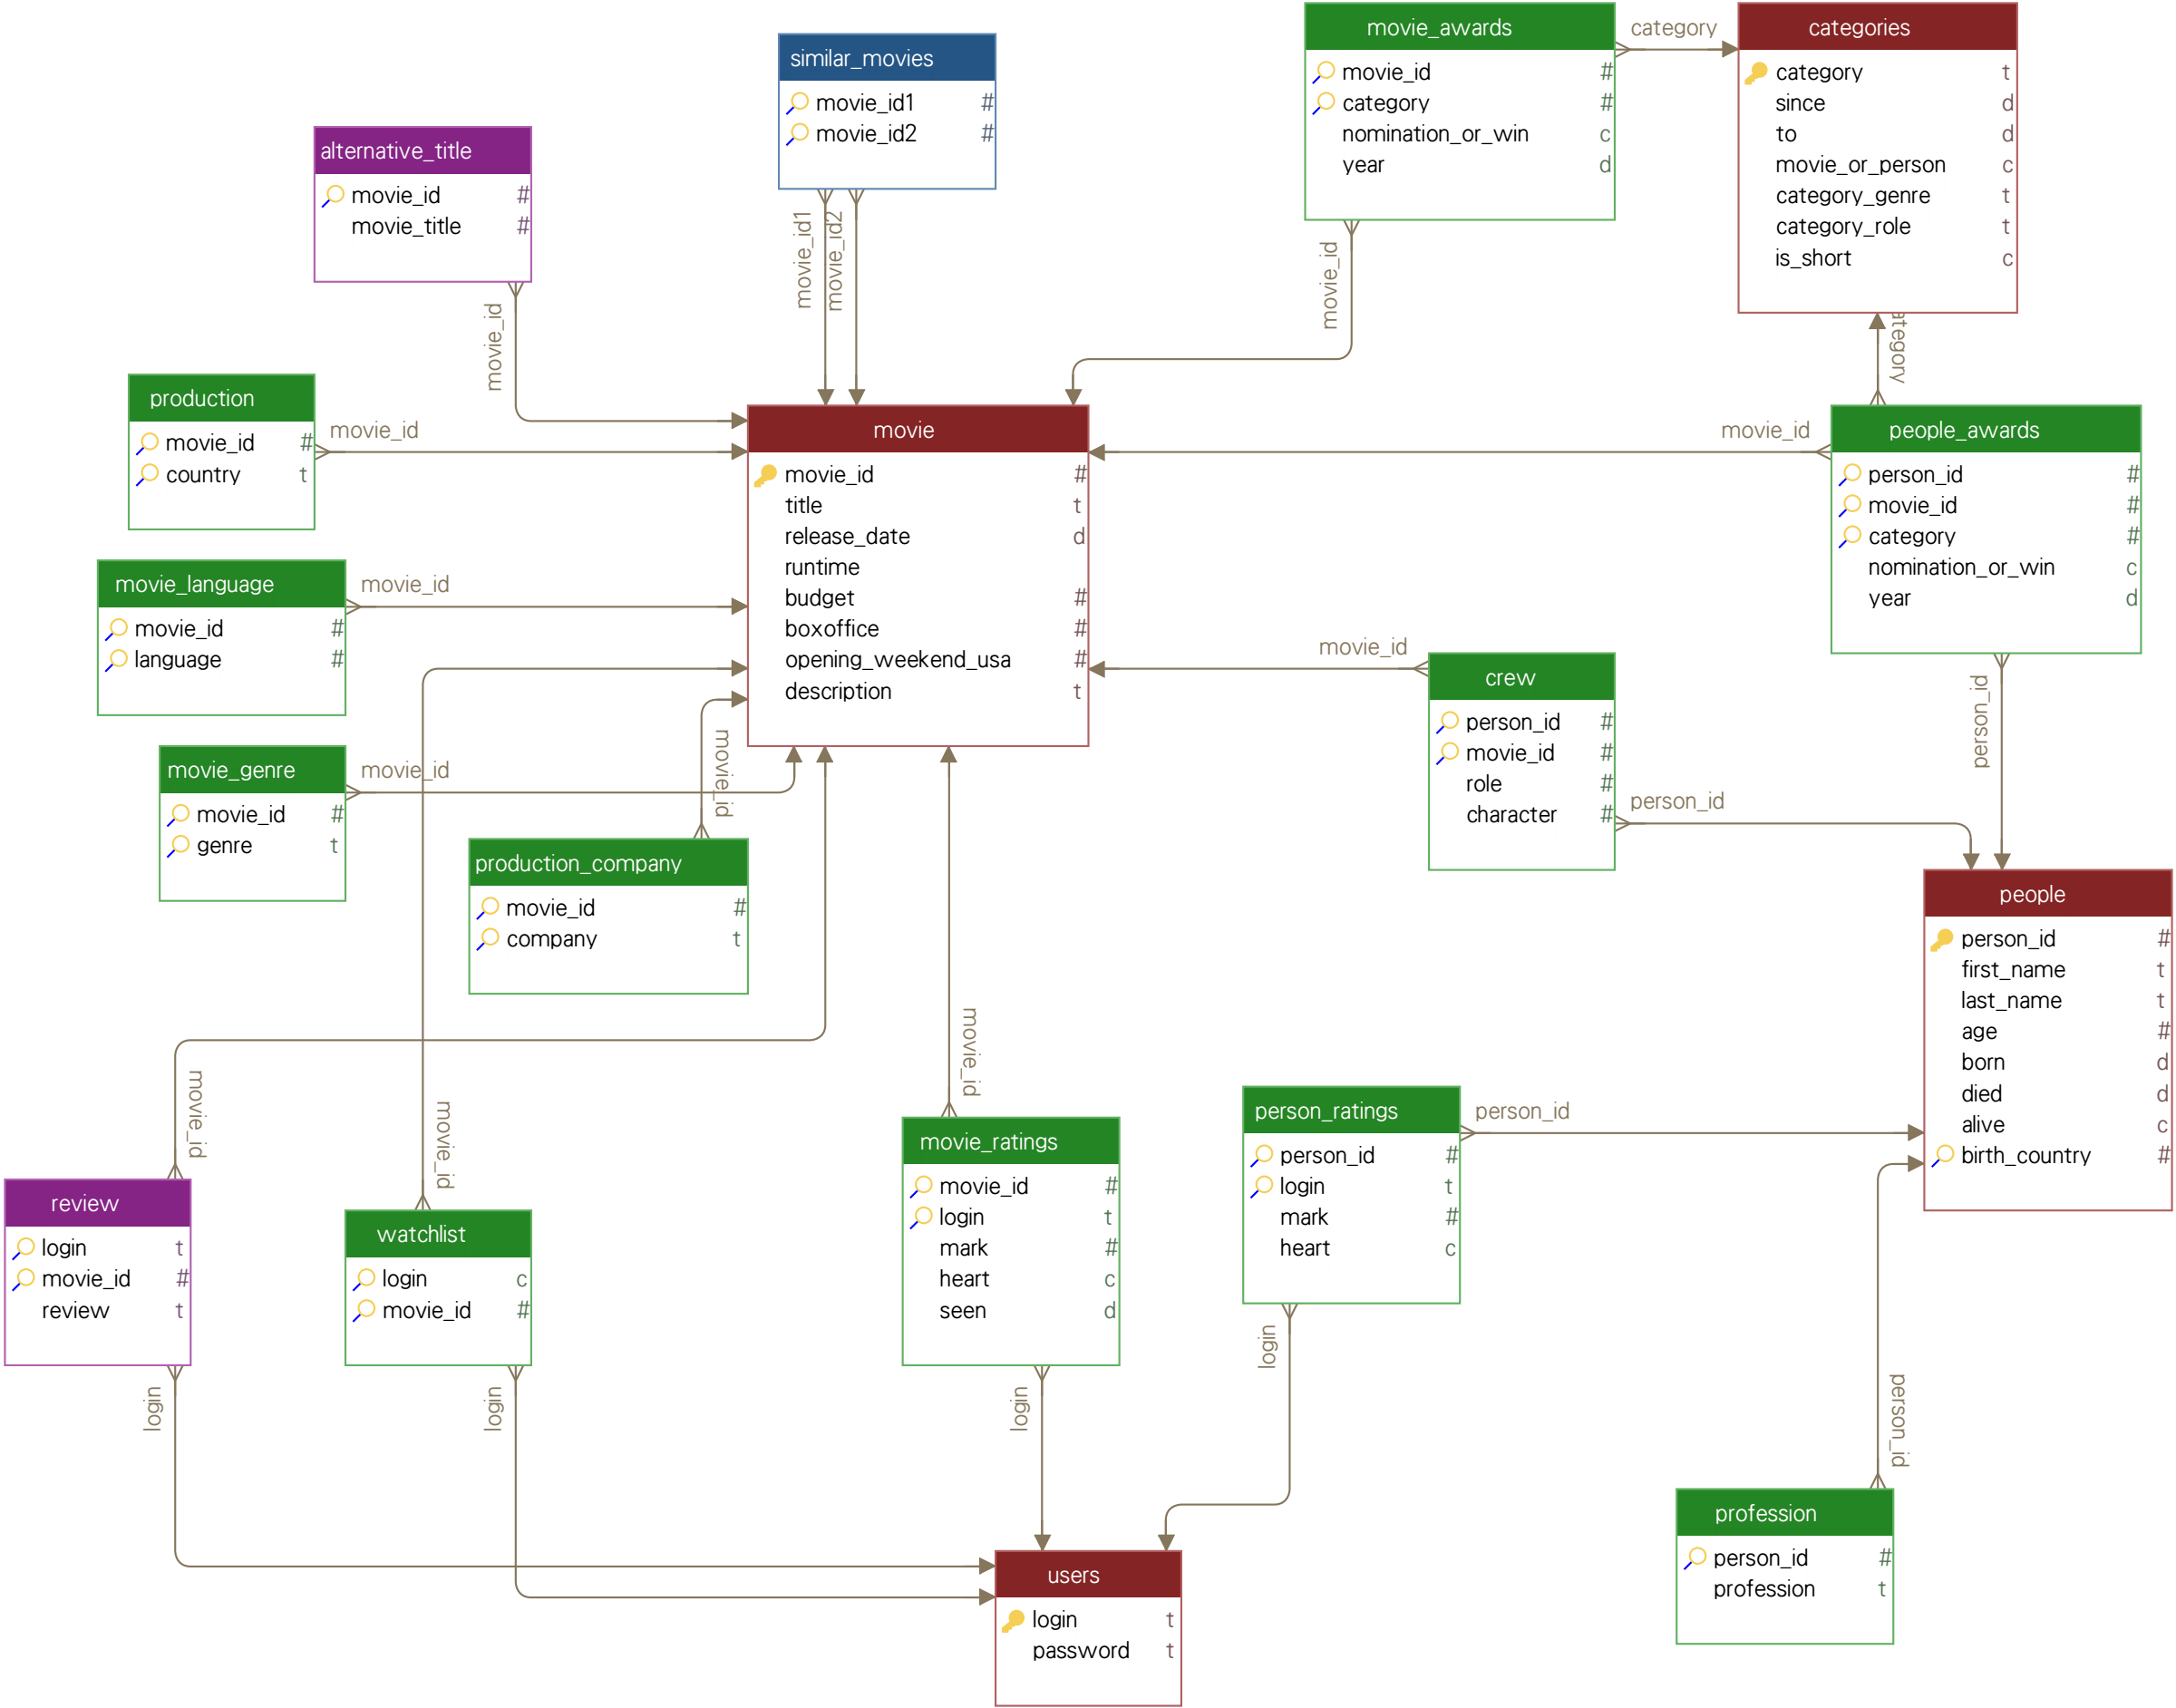 similar_movies
movie_id1 #
movie_id2 #
movie_awards
movie_id #
category #
nomination_or_win c
year d
category
categories
category t
since d
to d
movie_or_person c
category_genre t
category_role t
is_short c
alternative_title
movie_id #
movie_title #
movie_id1
movie_id2
movie_id
movie_id
ategory
production
movie_id #
country t
movie_id
movie
movie_id #
title t
release_date d
runtime
budget #
boxoffice #
opening_weekend_usa #
description t
movie_id
people_awards
person_id #
movie_id #
category #
nomination_or_win c
year d
movie_language
movie_id #
language #
movie_id
movie_id
crew
person_id #
movie_id #
role #
character #
person_id
person_id
movie_genre
movie_id #
genre t
movie_id
movie_id
production_company
movie_id #
company t
people
person_id #
first_name t
last_name t
age #
born d
died d
alive c
birth_country #
movie_id
movie_id
movie_id
review
login t
movie_id #
review t
watchlist
login c
movie_id #
movie_ratings
movie_id #
login t
mark #
heart c
seen d
person_ratings
person_id #
login t
mark #
heart c
person_id
login
login
login
login
person_id
profession
person_id #
profession t
users
login t
password t